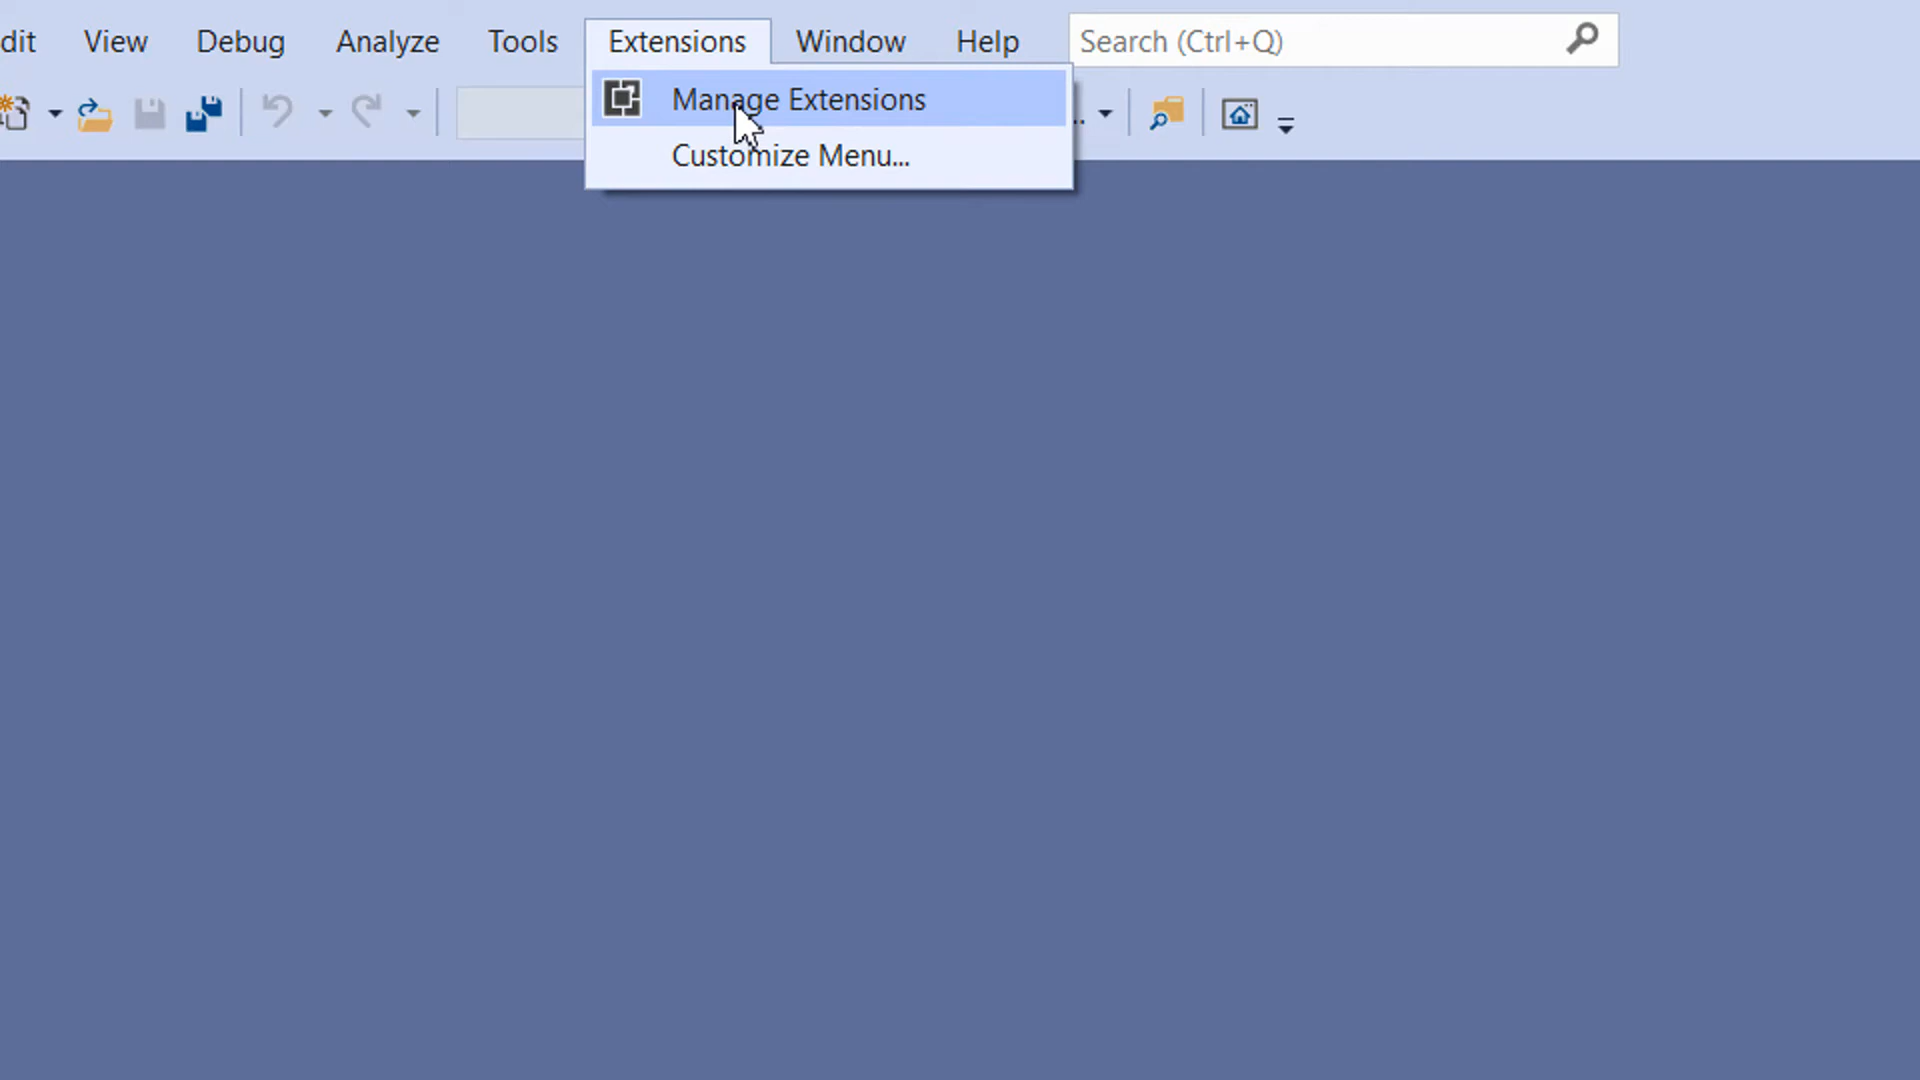 dit View Debug Analyze Tools Extensions Window Help Search (Ctrl+Q)
Manage Extensions
Customize Menu...